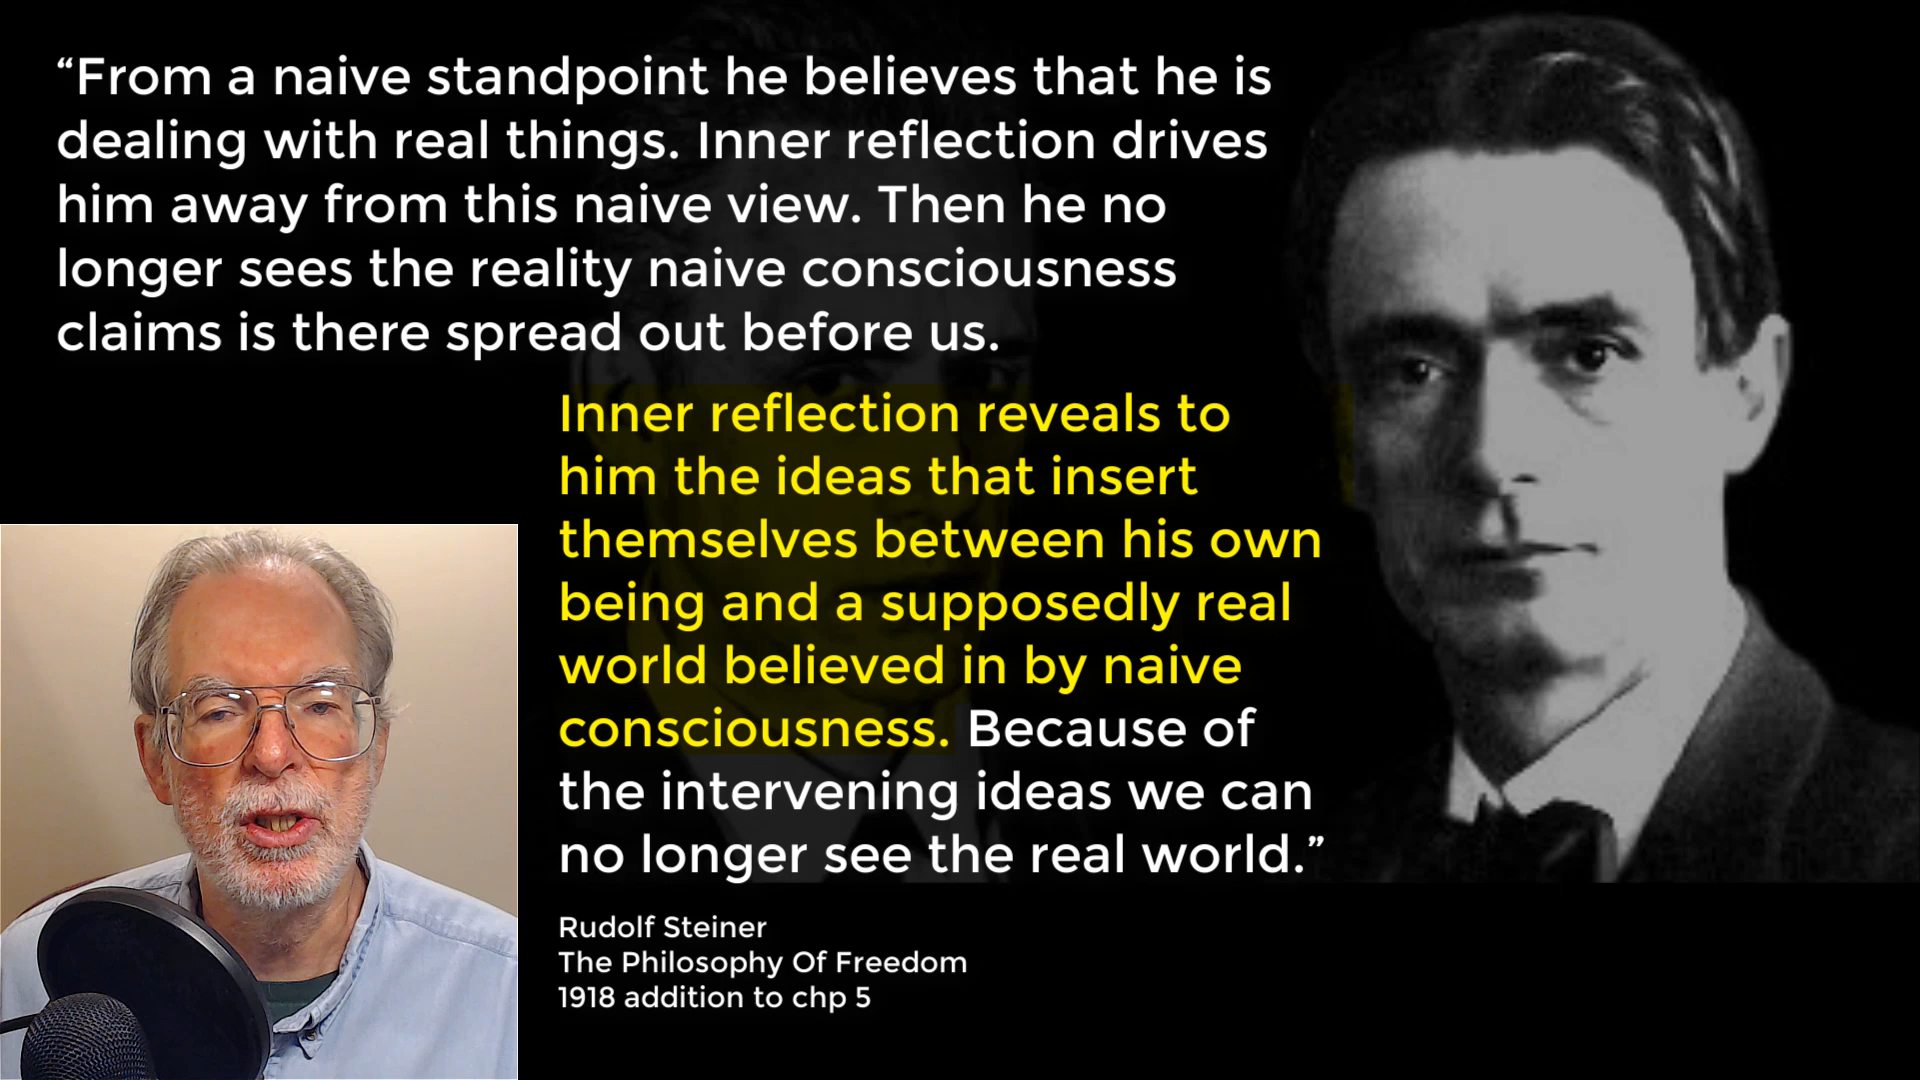 “From a naive standpoint he believes that he is
dealing with real things. Inner reflection drives
him away from this naive view. Then he no
longer sees the reality naive consciousness
claims is there spread out before us.
Inner reflection reveals to
him the ideas that insert
themselves between his own
being and a supposedly real
world believed in by naive
consciousness. Because of
the intervening ideas we can
no longer see the real world.”
Rudolf Steiner
The Philosophy Of Freedom
1918 addition to chp 5